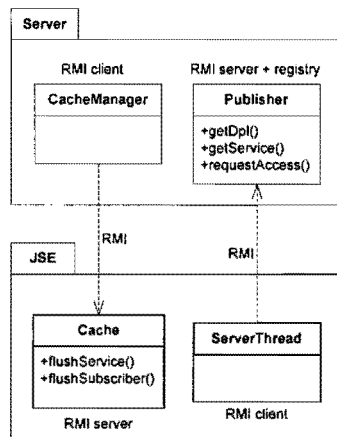 Server
RMI client
RMI server + registry
CacheManager
Publisher
+getDpl()
+getService()
+requestAccess()
RMI
RMI
JSE
Cache
ServerThread
+flushService()
+flushSubscriber()
RMI server
RMI client